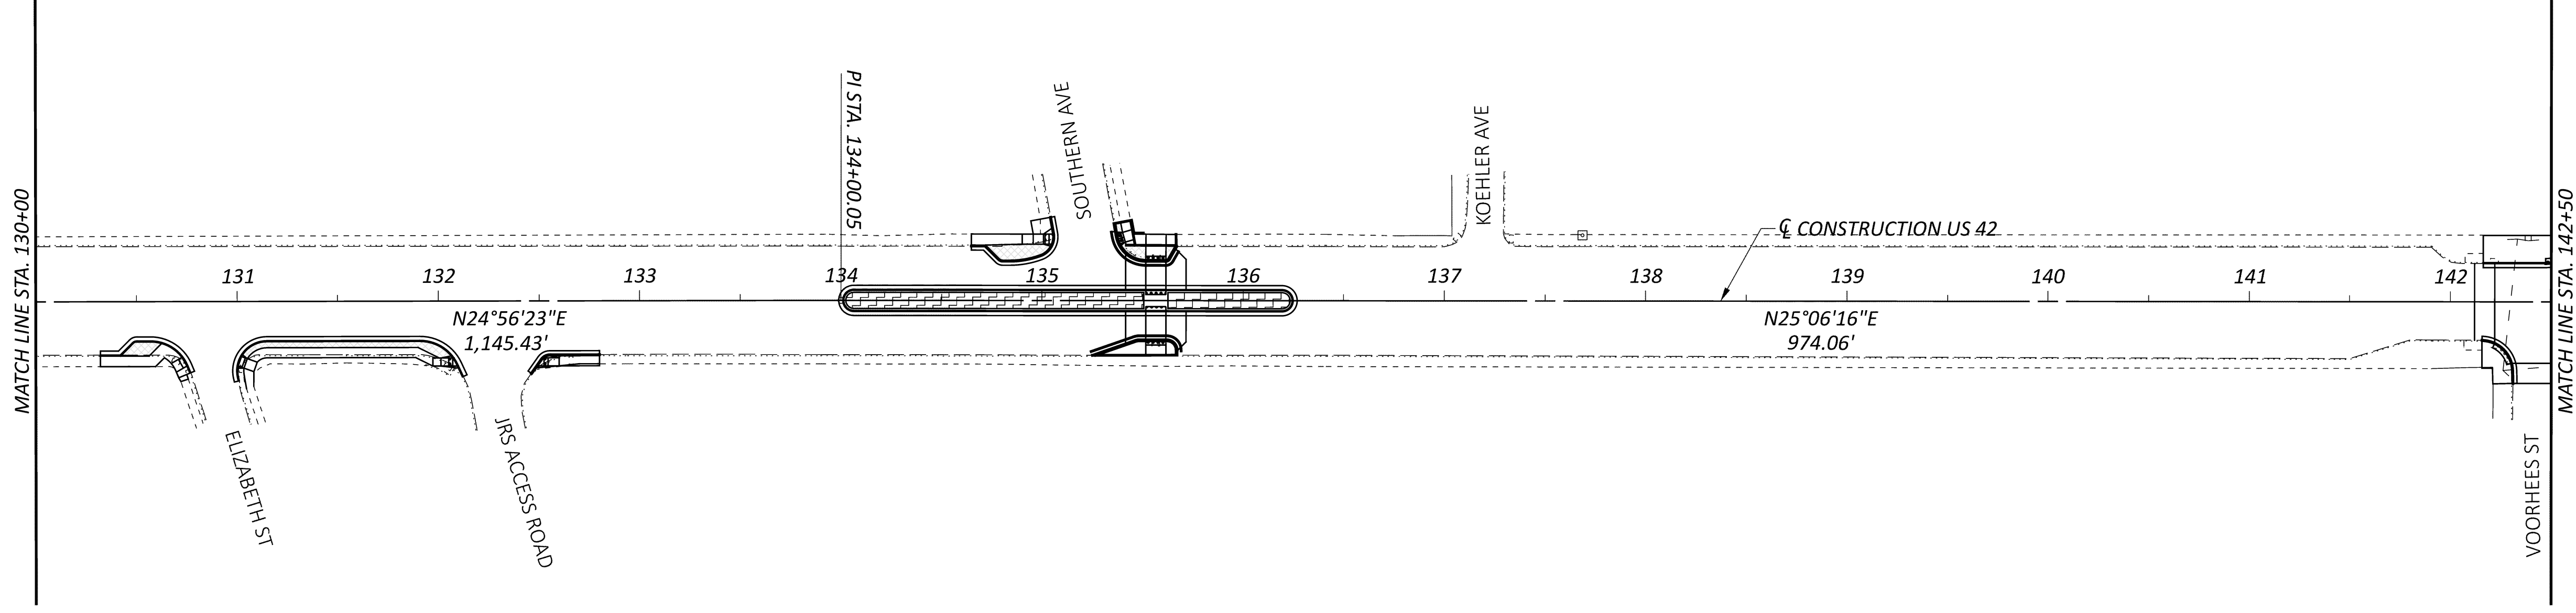 MATCH LINE STA. 130+00
PI STA. 134+00.05
SOUTHERN AVE
KOEHLER AVE
℄ CONSTRUCTION US 42
131
132
133
134
135
136
137
138
139
140
141
142
N24°56'23"E
1,145.43'
N25°06'16"E
974.06'
ELIZABETH ST
JRS ACCESS ROAD
VOORHEES ST
MATCH LINE STA. 142+50